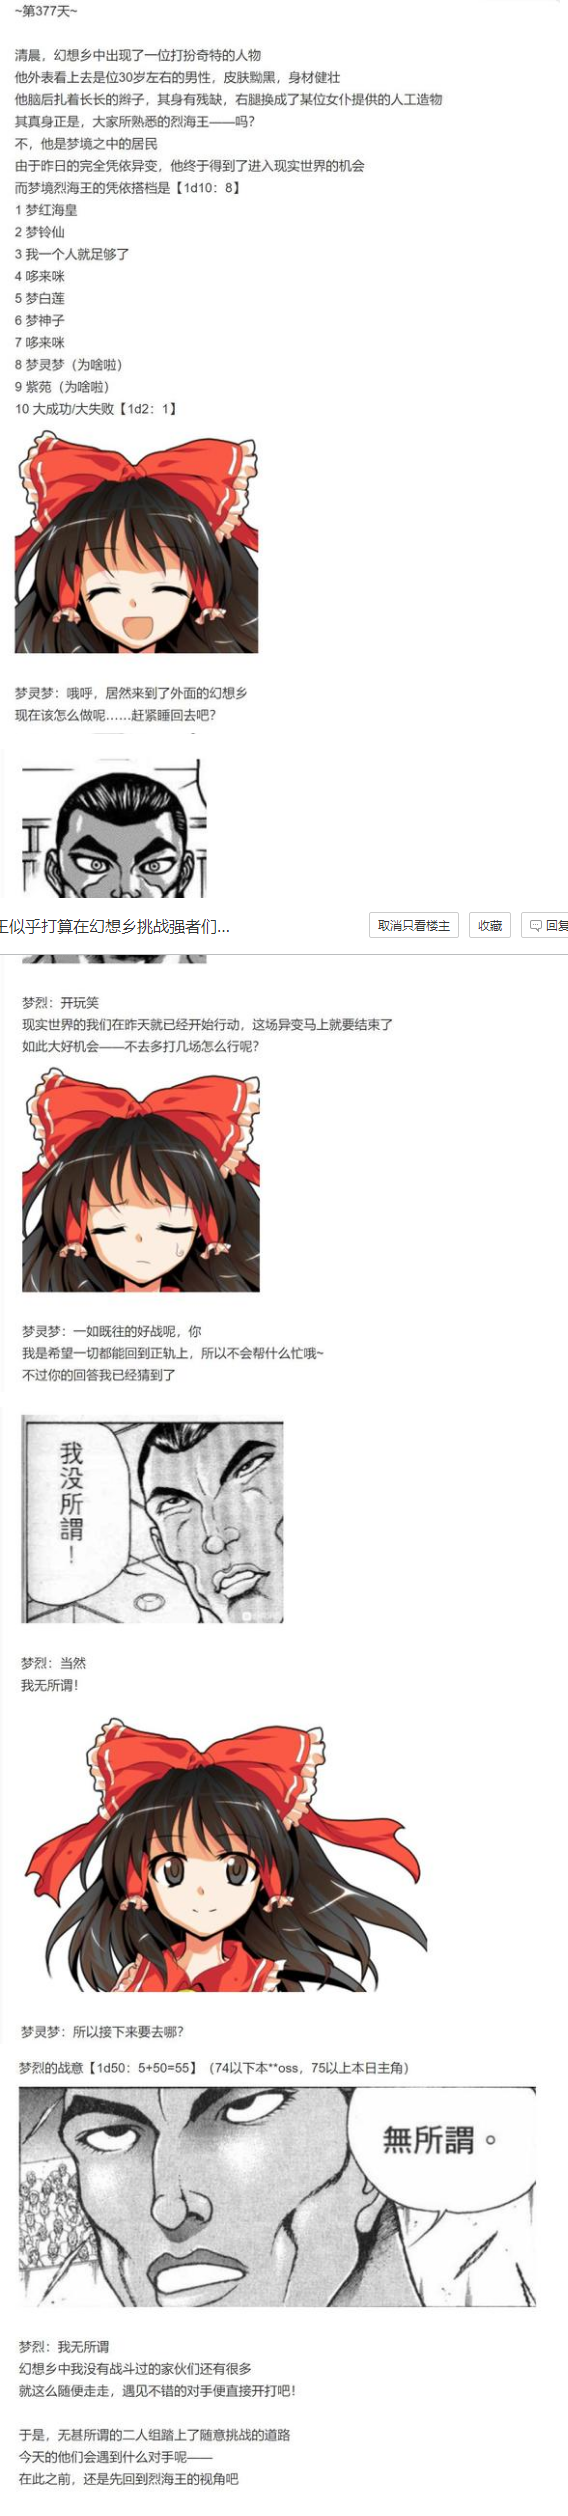 ~第377天~
清晨，幻想乡中出现了一位打扮奇特的人物
他外表看上去是位30岁左右的男性，皮肤黝黑，身材健壮
他脑后扎着长长的辫子，其身有残缺，右腿换成了某位女仆提供的人工造物
其真身正是，大家所熟悉的烈海王——吗？
不，他是梦境之中的居民
由于昨日的完全凭依异变，他终于得到了进入现实世界的机会
而梦境烈海王的凭依搭档是【1d10：8】
1 梦红海皇
2 梦铃仙
3 我一个人就足够了
4 哆来咪
5 梦白莲
6 梦神子
7 哆来咪
8 梦灵梦（为啥啦）
9 紫苑（为啥啦）
10 大成功/大失败【1d2：1】
梦灵梦：哦呼，居然来到了外面的幻想乡
现在该怎么做呢……赶紧睡回去吧？
王似乎打算在幻想乡挑战强者们...
取消只看楼主
收藏
回复
梦烈：开玩笑
现实世界的我们在昨天就已经开始行动，这场异变马上就要结束了
如此大好机会——不去多打几场怎么行呢？
梦灵梦：一如既往的好战呢，你
我是希望一切都能回到正轨上，所以不会帮什么忙哦~
不过你的回答我已经猜到了
我没所謂！
梦烈：当然
我无所谓！
梦灵梦：所以接下来要去哪？
梦烈的战意【1d50：5+50=55】（74以下本**oss，75以上本日主角）
無所謂。
梦烈：我无所谓
幻想乡中我没有战斗过的家伙们还有很多
就这么随便走走，遇见不错的对手便直接开打吧！
于是，无甚所谓的二人组踏上了随意挑战的道路
今天的他们会遇到什么对手呢——
在此之前，还是先回到烈海王的视角吧